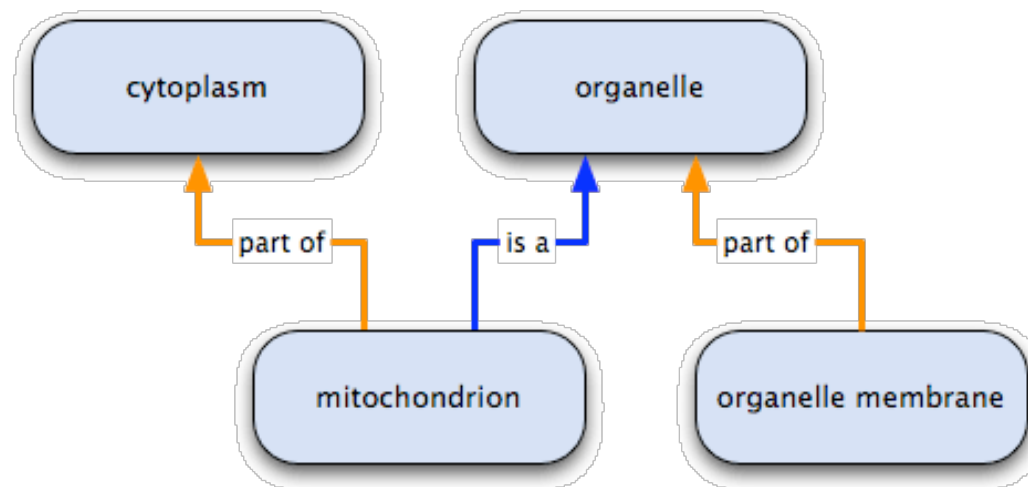 cytoplasm
organelle
part of
is a
part of
mitochondrion
organelle membrane